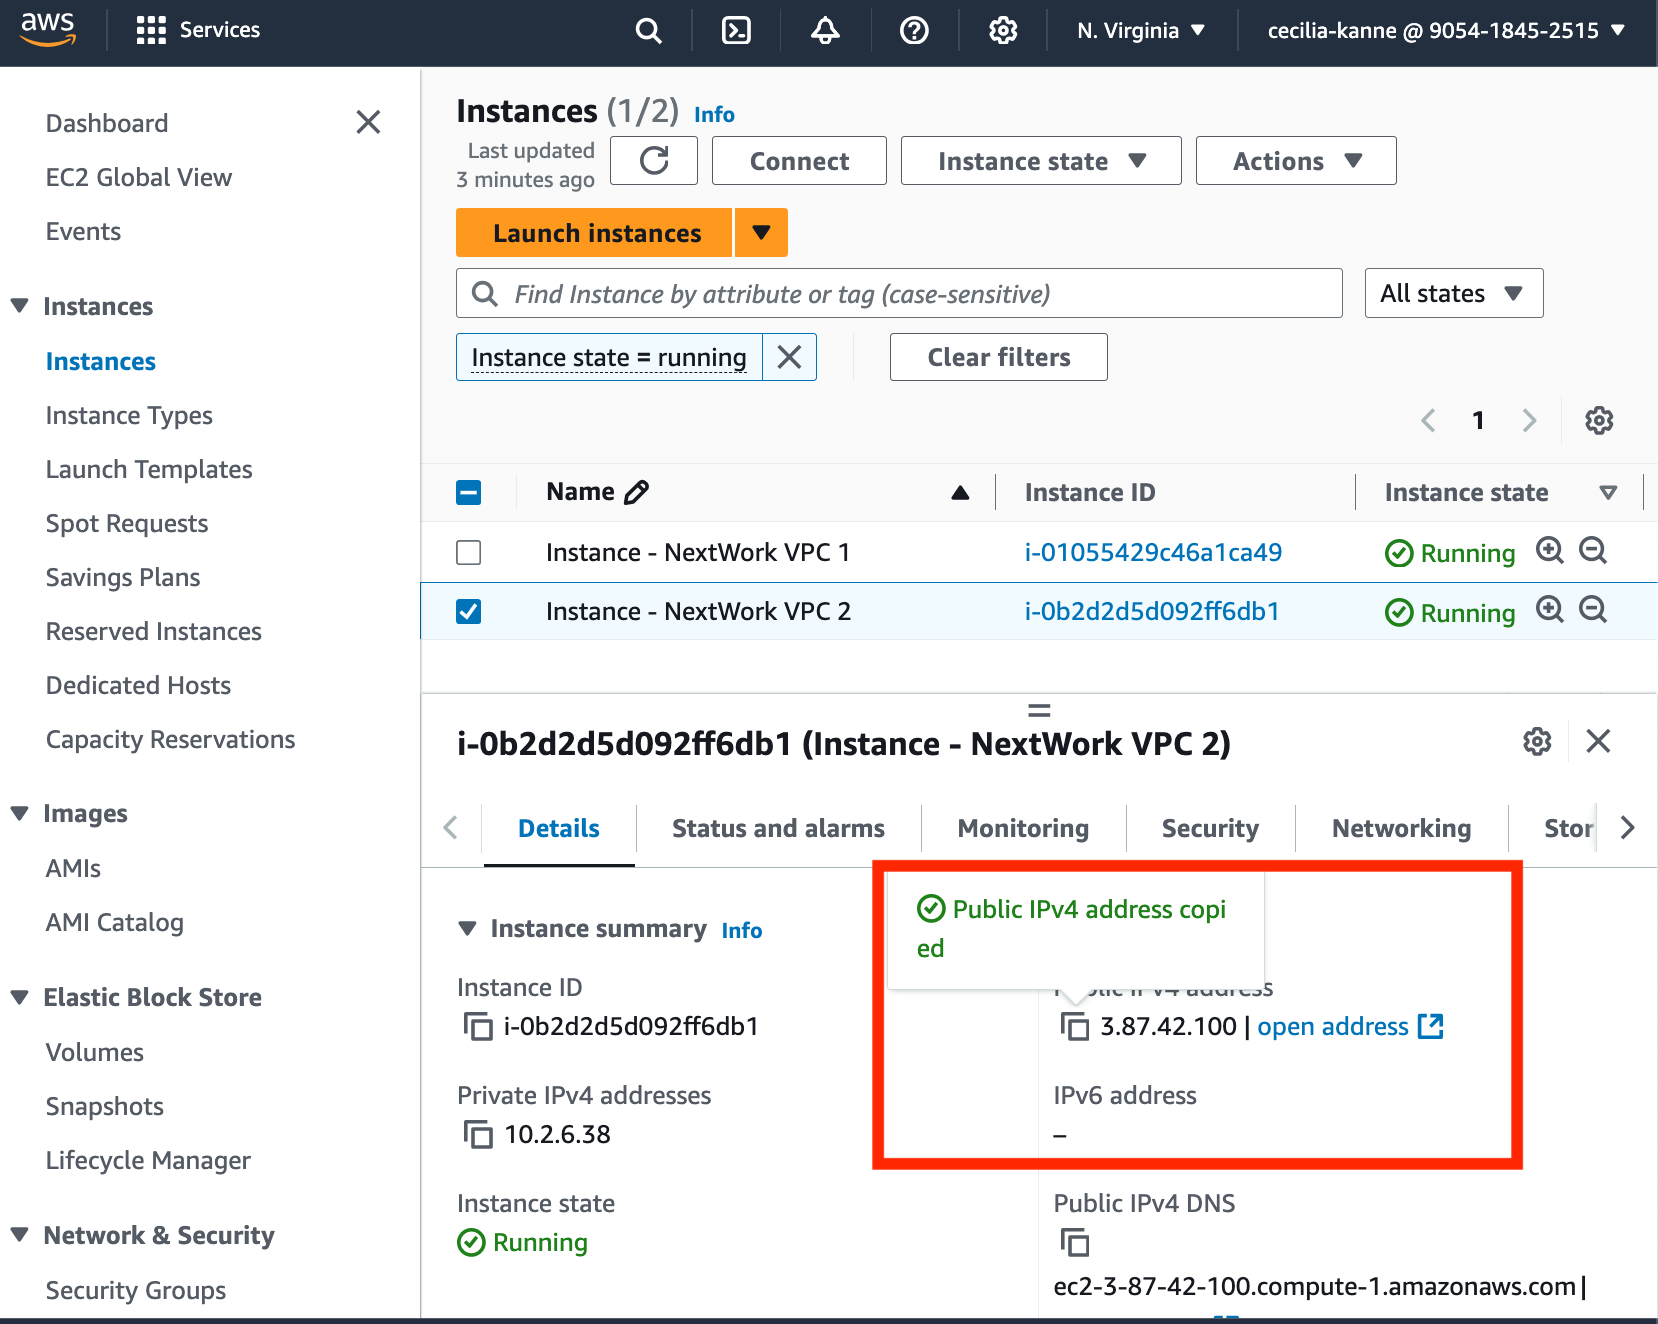 aws
Services
N. Virginia
cecilia-kanne @ 9054-1845-2515
Dashboard
EC2 Global View
Events
Instances
Instances
Instance Types
Launch Templates
Spot Requests
Savings Plans
Reserved Instances
Dedicated Hosts
Capacity Reservations
Images
AMIs
AMI Catalog
Elastic Block Store
Volumes
Snapshots
Lifecycle Manager
Network & Security
Security Groups
Instances (1/2) Info
Last updated
3 minutes ago
Connect
Instance state
Actions
Launch instances
Find Instance by attribute or tag (case-sensitive)
All states
Instance state = running
Clear filters
1
Name Instance ID Instance state
Instance - NextWork VPC 1 i-01055429c46a1ca49 Running
Instance - NextWork VPC 2 i-0b2d2d5d092ff6db1 Running
i-0b2d2d5d092ff6db1 (Instance - NextWork VPC 2)
Details Status and alarms Monitoring Security Networking Stor
Instance summary Info
Public IPv4 address copi
ed
Instance ID
i-0b2d2d5d092ff6db1
Public IPv4 address
3.87.42.100 | open address
Private IPv4 addresses
10.2.6.38
IPv6 address
–
Instance state
Running
Public IPv4 DNS
ec2-3-87-42-100.compute-1.amazonaws.com |